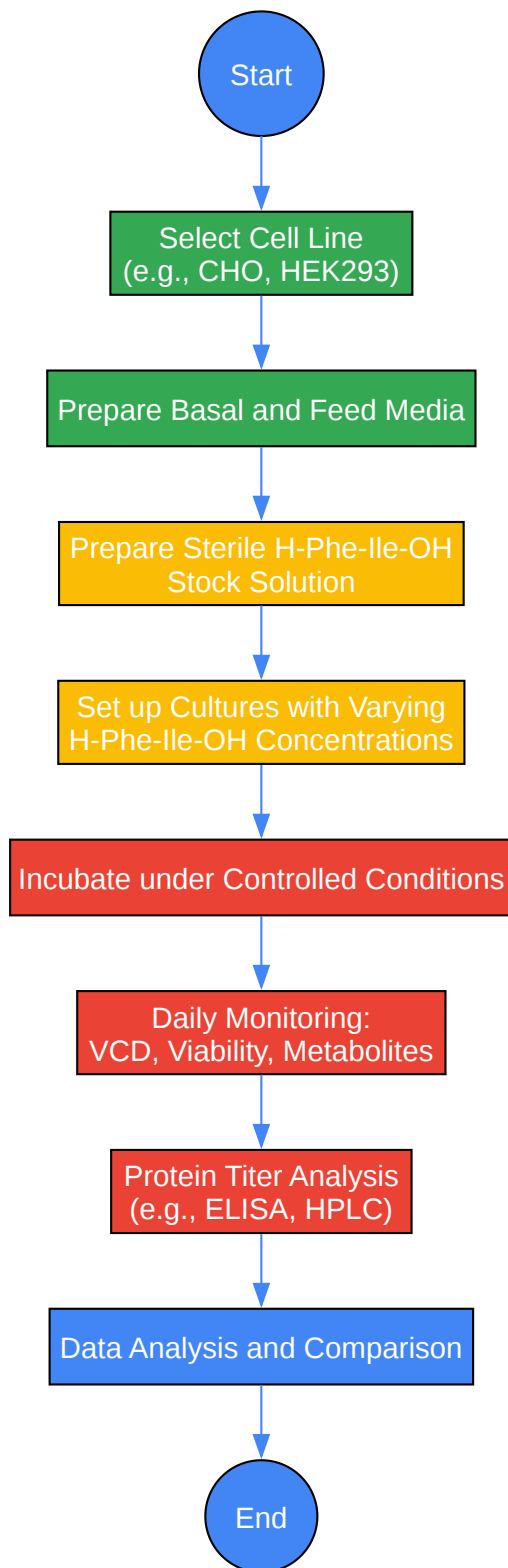 Start
Select Cell Line
(e.g., CHO, HEK293)
Prepare Basal and Feed Media
Prepare Sterile H-Phe-Ile-OH
Stock Solution
Set up Cultures with Varying
H-Phe-Ile-OH Concentrations
Incubate under Controlled Conditions
Daily Monitoring:
VCD, Viability, Metabolites
Protein Titer Analysis
(e.g., ELISA, HPLC)
Data Analysis and Comparison
End